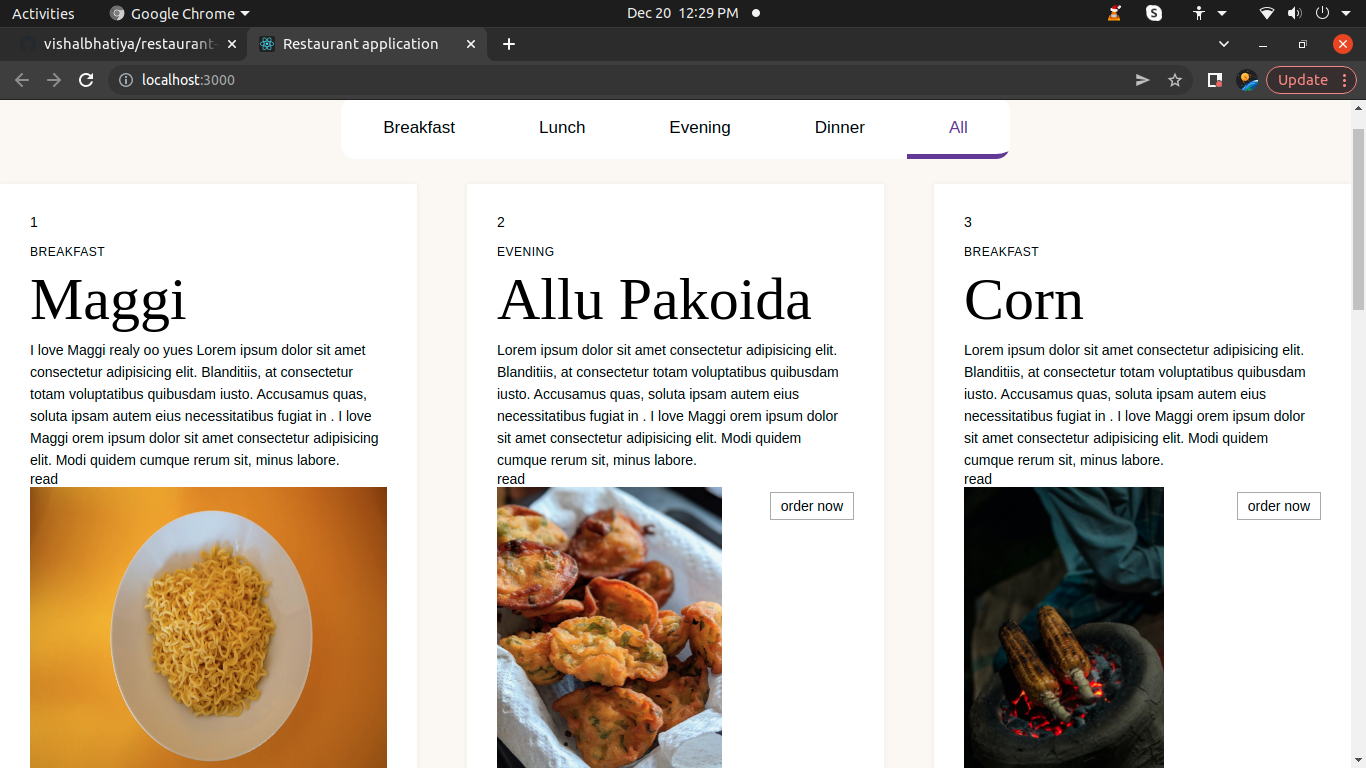 Activities
Google Chrome
Dec 20 12:29 PM
vishalbhatiya/restaurant-
Restaurant application
localhost:3000
Update
Breakfast
Lunch
Evening
Dinner
All
1
BREAKFAST
Maggi
I love Maggi realy oo yues Lorem ipsum dolor sit amet
consectetur adipisicing elit. Blanditiis, at consectetur
totam voluptatibus quibusdam iusto. Accusamus quas,
soluta ipsam autem eius necessitatibus fugiat in . I love
Maggi orem ipsum dolor sit amet consectetur adipisicing
elit. Modi quidem cumque rerum sit, minus labore.
read
2
EVENING
Allu Pakoida
Lorem ipsum dolor sit amet consectetur adipisicing elit.
Blanditiis, at consectetur totam voluptatibus quibusdam
iusto. Accusamus quas, soluta ipsam autem eius
necessitatibus fugiat in . I love Maggi orem ipsum dolor
sit amet consectetur adipisicing elit. Modi quidem
cumque rerum sit, minus labore.
read
order now
3
BREAKFAST
Corn
Lorem ipsum dolor sit amet consectetur adipisicing elit.
Blanditiis, at consectetur totam voluptatibus quibusdam
iusto. Accusamus quas, soluta ipsam autem eius
necessitatibus fugiat in . I love Maggi orem ipsum dolor
sit amet consectetur adipisicing elit. Modi quidem
cumque rerum sit, minus labore.
read
order now